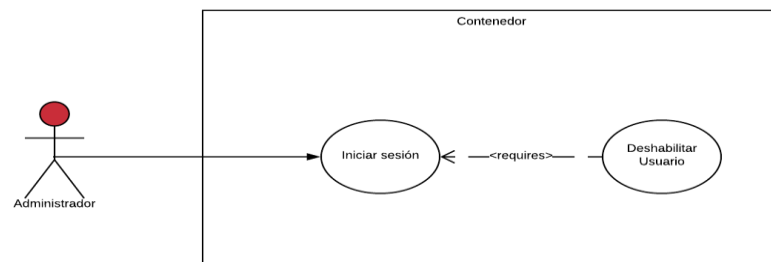 Contenedor
Iniciar sesión
<requires>
Deshabilitar
Usuario
Administrador